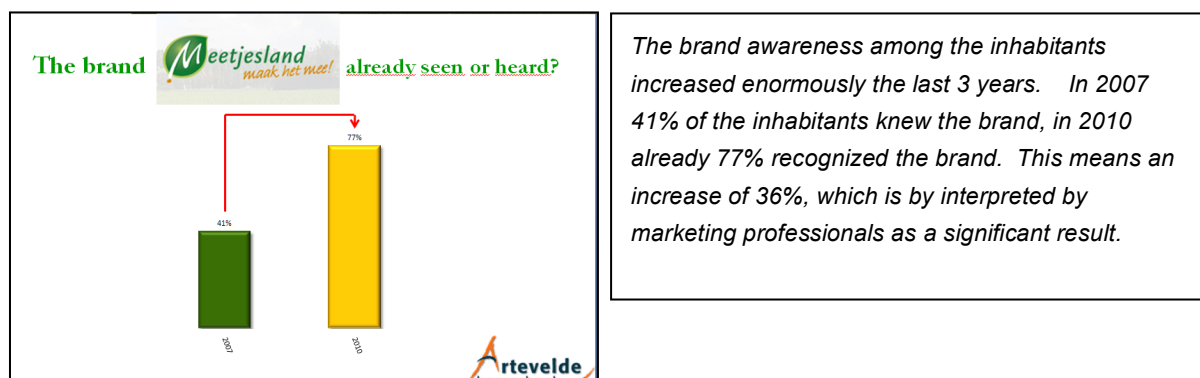 The brand Meetjesland already seen or heard?
maak het mee!
77%
41%
2007
2010
Artevelde
The brand awareness among the inhabitants
increased enormously the last 3 years. In 2007
41% of the inhabitants knew the brand, in 2010
already 77% recognized the brand. This means an
increase of 36%, which is by interpreted by
marketing professionals as a significant result.